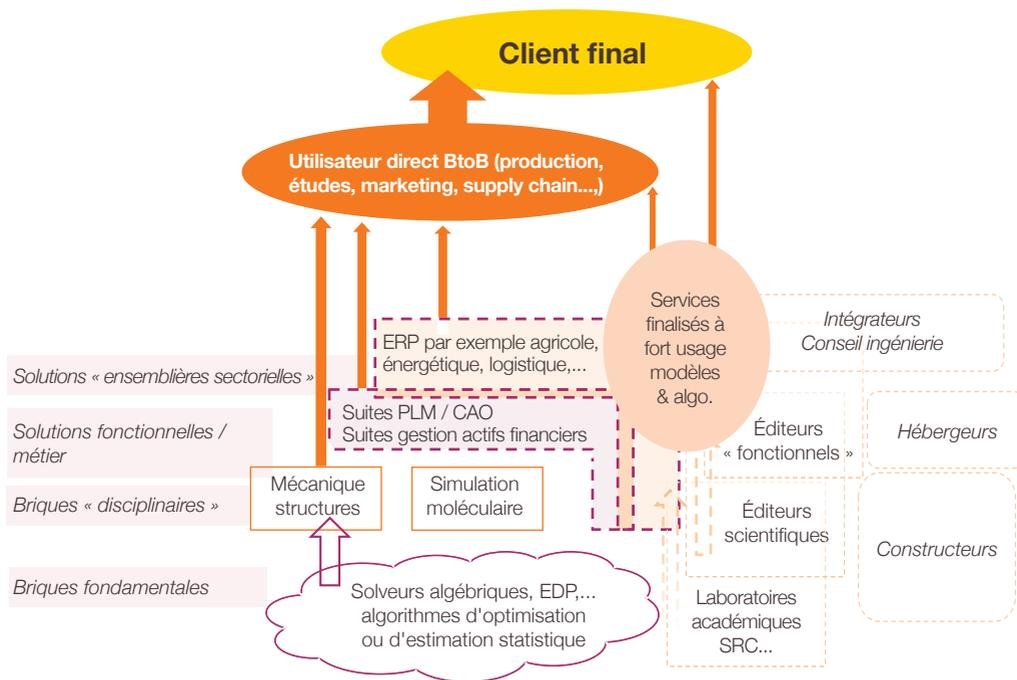 Client final
Utilisateur direct BtoB (production,
études, marketing, supply chain...,)
Services
finalisés à
fort usage
modèles
& algo.
Intégrateurs
Conseil ingénierie
ERP par exemple agricole,
énergétique, logistique,...
Solutions « ensemblières sectorielles »
Suites PLM / CAO
Suites gestion actifs financiers
Solutions fonctionnelles /
métier
Éditeurs
« fonctionnels »
Hébergeurs
Mécanique
structures
Simulation
moléculaire
Briques « disciplinaires »
Éditeurs
scientifiques
Constructeurs
Briques fondamentales
Solveurs algébriques, EDP,...
algorithmes d'optimisation
ou d'estimation statistique
Laboratoires
académiques
SRC...